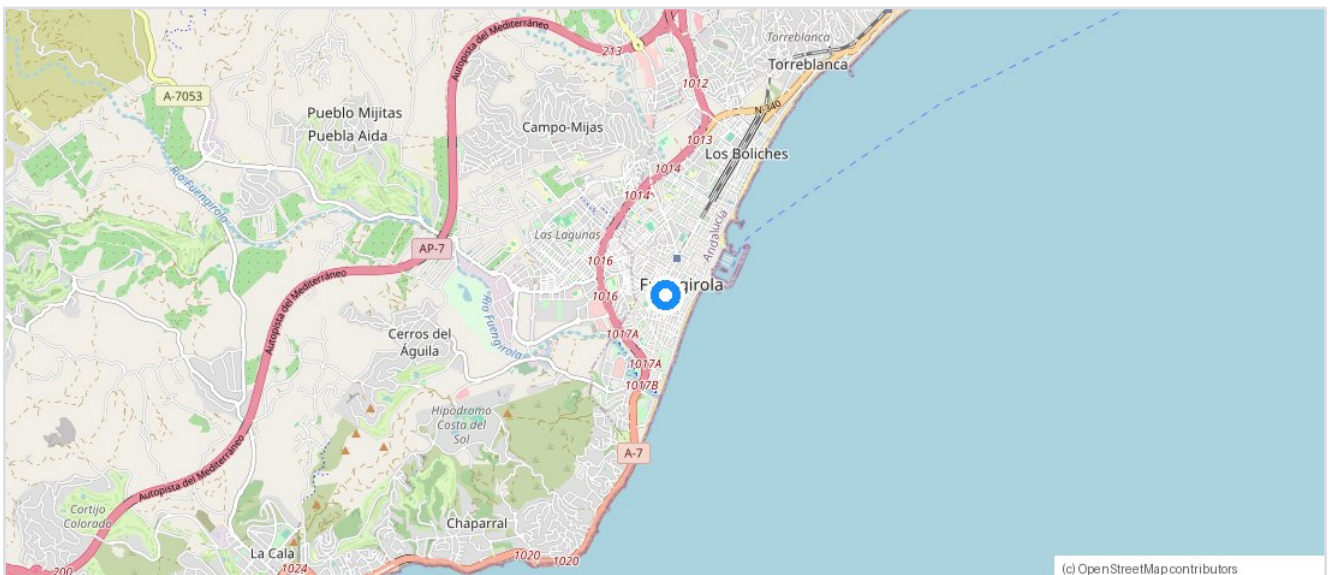 Autopista del Mediterráneo
213
Torreblanca
Torreblanca
1012
A-7053
N-340
Pueblo Mijitas
Puebla Aida
Campo-Mijas
1013
Los Boliches
1014
Río Fuengirola
1014
Andalucía
Las Lagunas
AP-7
1016
Autopista del Mediterráneo
Fuengirola
1016
Río Fuengirola
Cerros del
Águila
1017A
1017A
1017B
Hipódromo
Costa del
Sol
A-7
Autopista del Mediterráneo
Cortijo
Colorado
Chaparral
La Cala
1020
1020
1024
200
(c) OpenStreetMap contributors